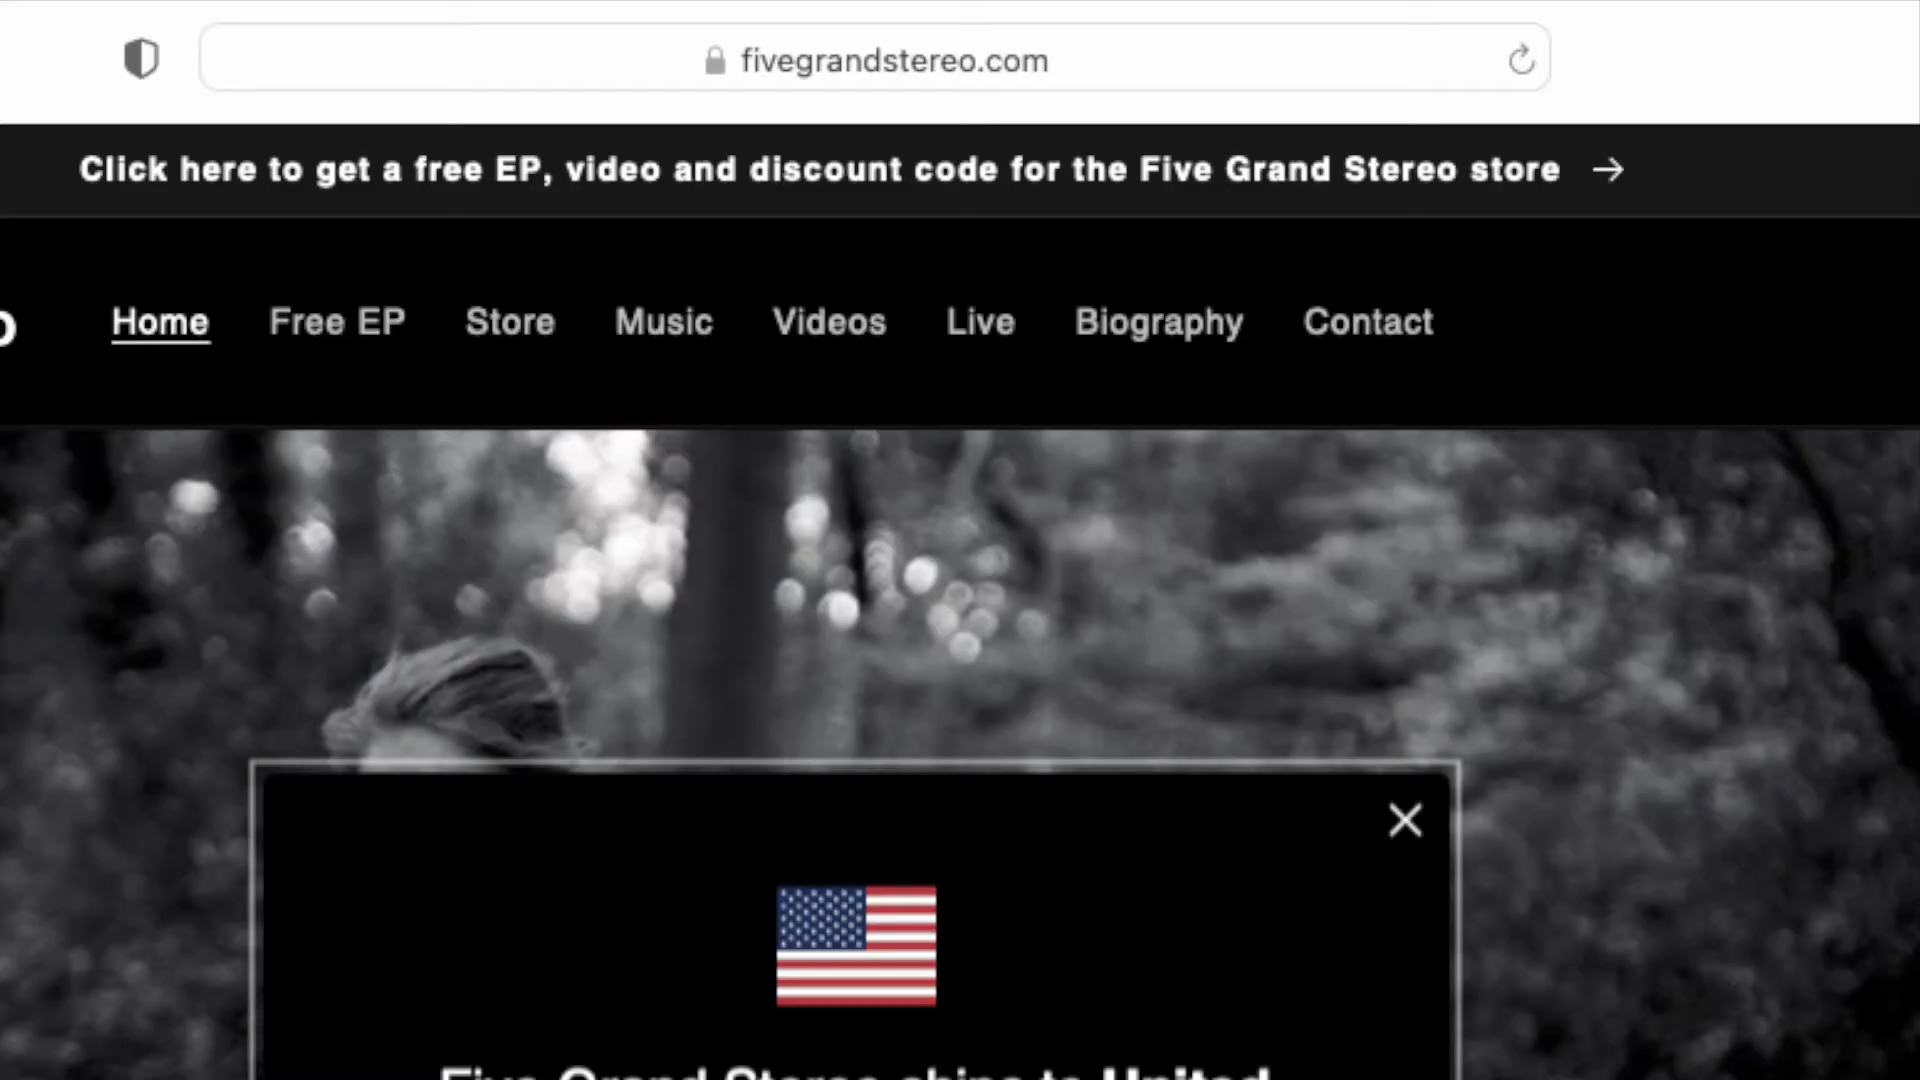 fivegrandstereo.com
Click here to get a free EP, video and discount code for the Five Grand Stereo store →
Home Free EP Store Music Videos Live Biography Contact
Five Grand Stereo ships to United